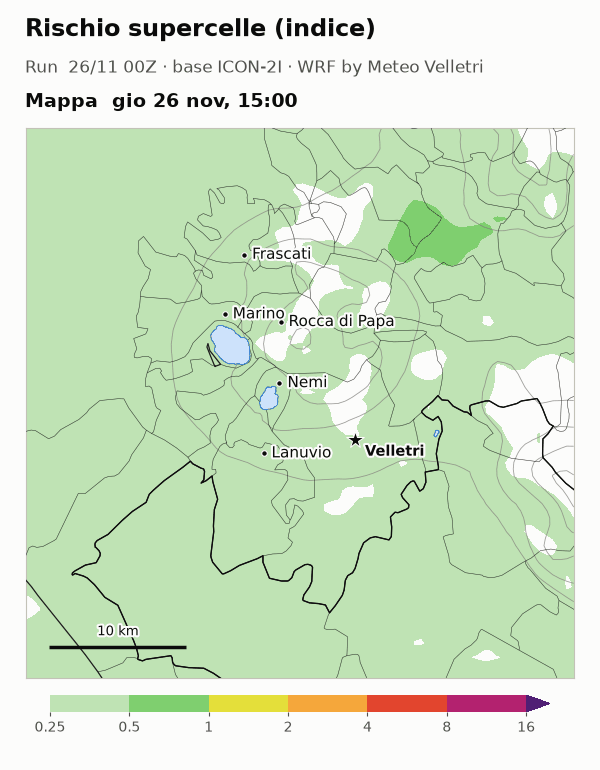 Rischio supercelle (indice)
Run  26/11 00Z · base ICON-2I · WRF by Meteo Velletri
Mappa  gio 26 nov, 15:00
Frascati
Marino
Rocca di Papa
Nemi
Velletri
Lanuvio
10 km
0.25 0.5 1 2 4 8 16